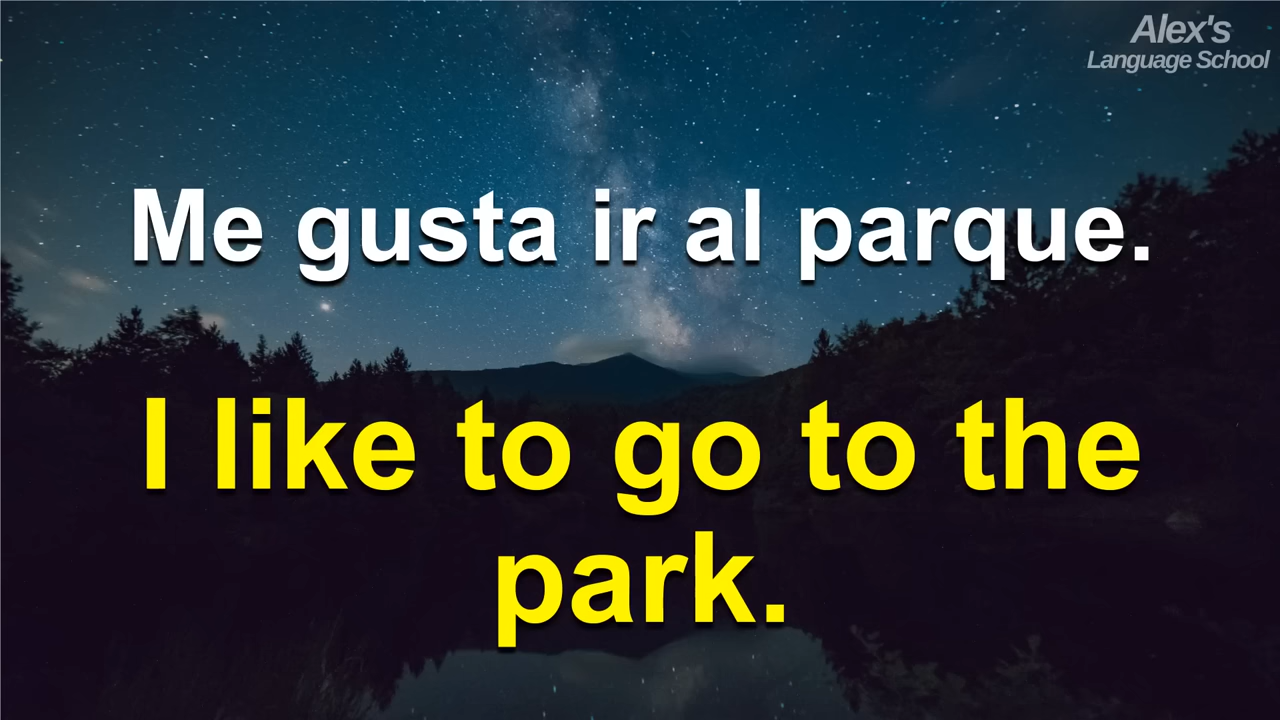 Alex's
Language School
Me gusta ir al parque.
I like to go to the
park.